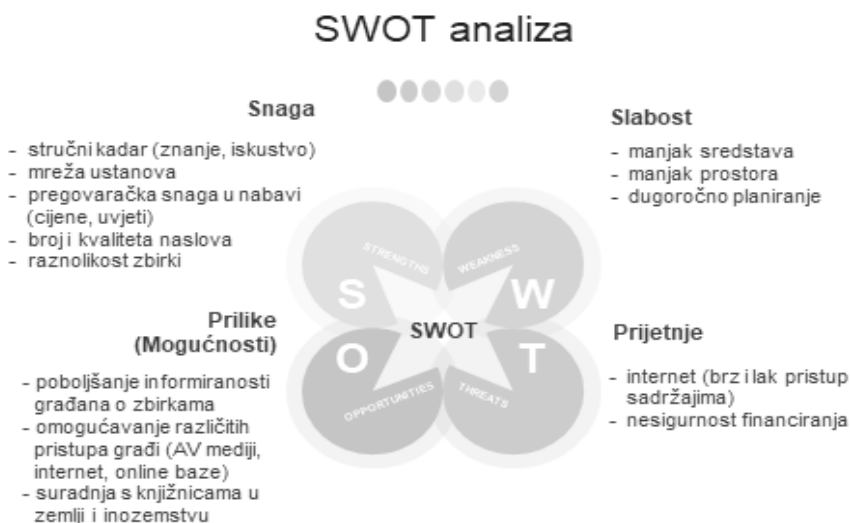 SWOT analiza
Snaga
- stručni kadar (znanje, iskustvo)
- mreža ustanova
- pregovaračka snaga u nabavi
(cijene, uvjeti)
- broj i kvaliteta naslova
- raznolikost zbirki
Slabost
- manjak sredstava
- manjak prostora
- dugoročno planiranje
STRENGTHS
WEAKNESS
S
W
SWOT
O
T
OPPORTUNITIES
THREATS
Prilike
(Mogućnosti)
- poboljšanje informiranosti
građana o zbirkama
- omogućavanje različitih
pristupa građi (AV mediji,
internet, online baze)
- suradnja s knjižnicama u
zemlji i inozemstvu
Prijetnje
- internet (brz i lak pristup
sadržajima)
- nesigurnost financiranja